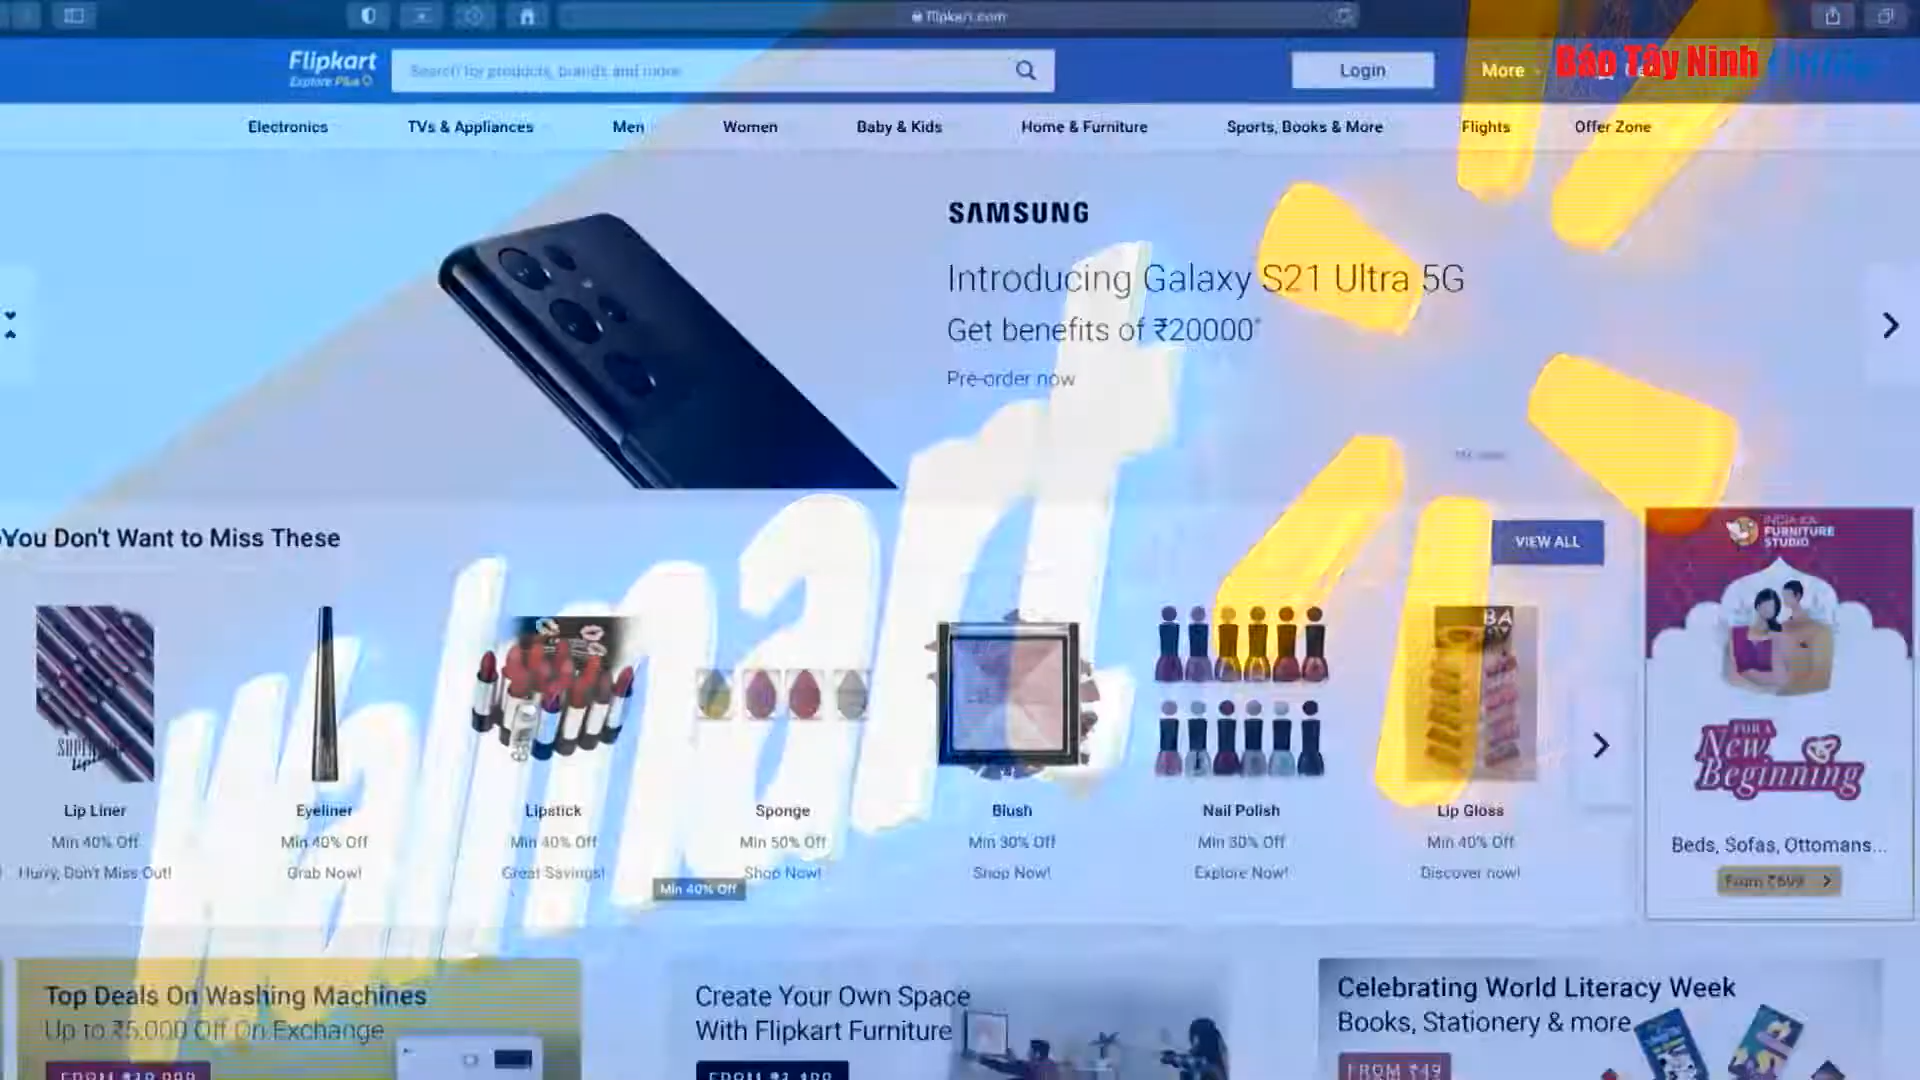 flipkart.com
Flipkart
Explore Plus
Search for products, brands and more
Login
More
Báo Tây Ninh
Electronics
TVs & Appliances
Men
Women
Baby & Kids
Home & Furniture
Sports, Books & More
Flights
Offer Zone
SAMSUNG
Introducing Galaxy S21 Ultra 5G
Get benefits of ₹20000*
Pre-order now
Walmart
You Don't Want to Miss These
VIEW ALL
Lip Liner
Min 40% Off
Hurry, Don't Miss Out!
Eyeliner
Min 40% Off
Grab Now!
Lipstick
Min 40% Off
Great Savings!
Min 40% Off
Sponge
Min 50% Off
Shop Now!
Blush
Min 30% Off
Shop Now!
Nail Polish
Min 30% Off
Explore Now!
Lip Gloss
Min 40% Off
Discover now!
INDIA KA
FURNITURE
STUDIO
FOR A
New
Beginning
Beds, Sofas, Ottomans...
From ₹699
Top Deals On Washing Machines
Up to ₹5,000 Off On Exchange
Create Your Own Space
With Flipkart Furniture
Celebrating World Literacy Week
Books, Stationery & more
FROM ₹49